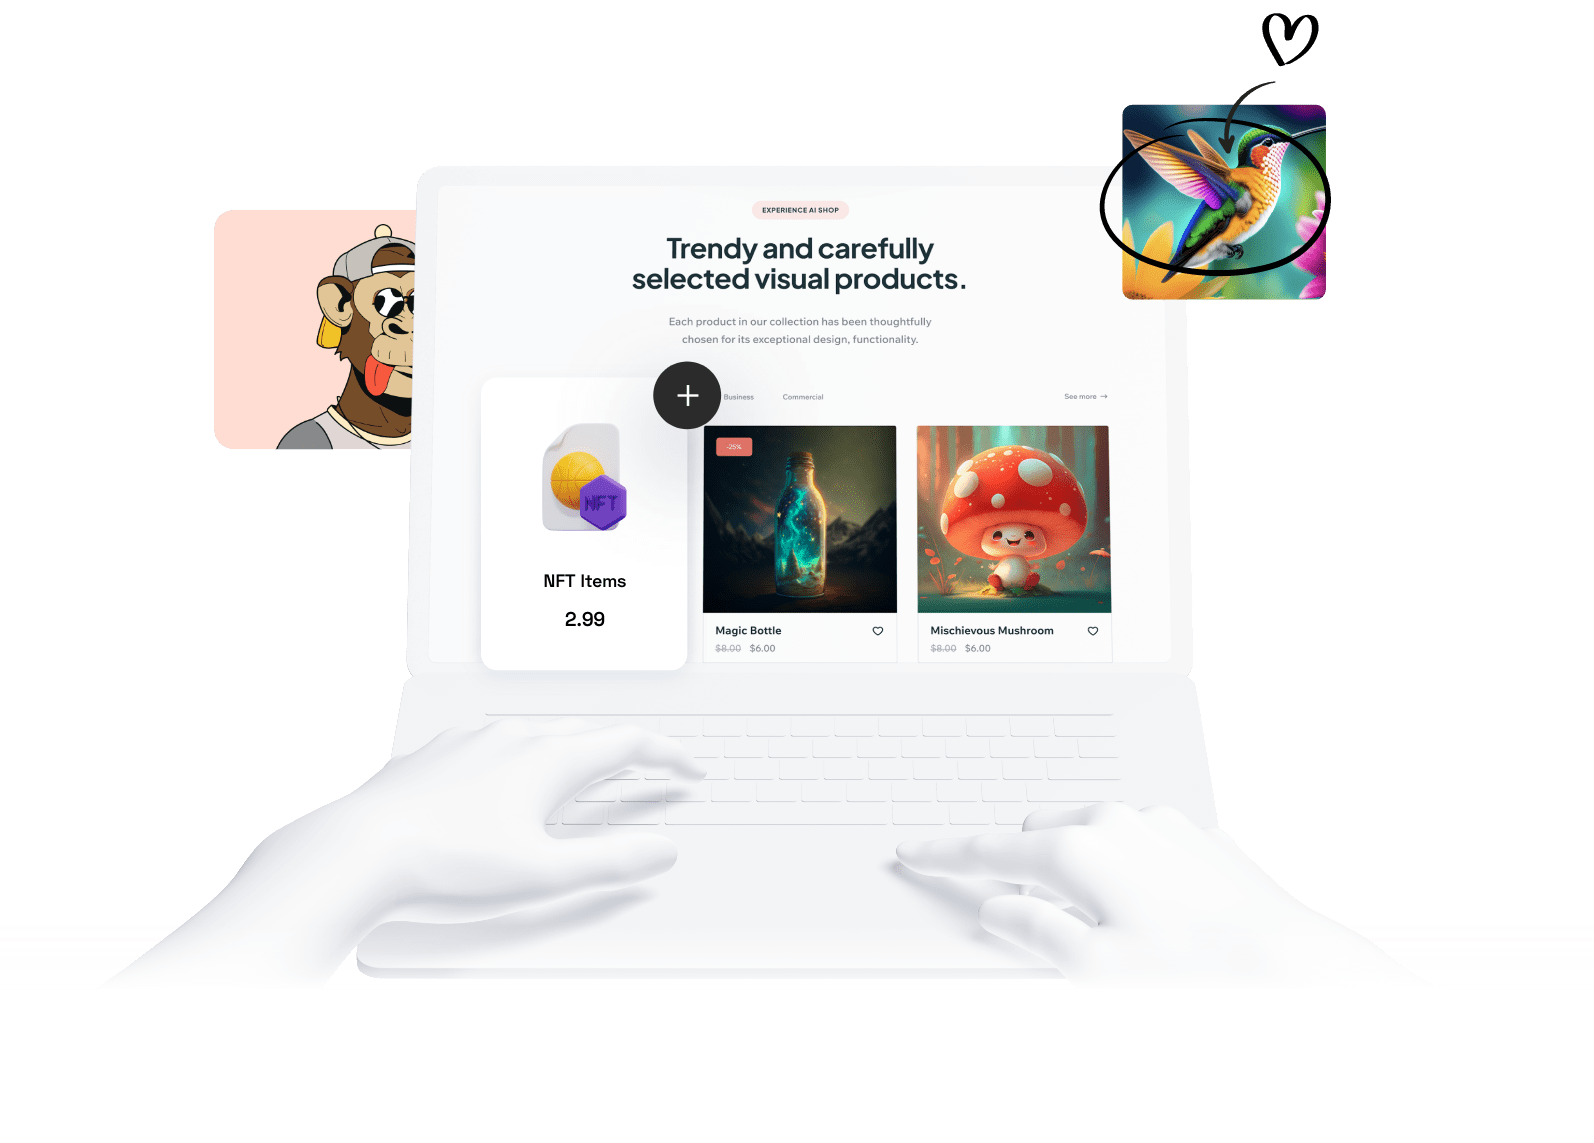 EXPERIENCE AI SHOP
Trendy and carefully
selected visual products.
Each product in our collection has been thoughtfully
chosen for its exceptional design, functionality.
Business Commercial See more →
-25%
NFT
NFT Items
2.99
Magic Bottle
$8.00 $6.00
Mischievous Mushroom
$8.00 $6.00